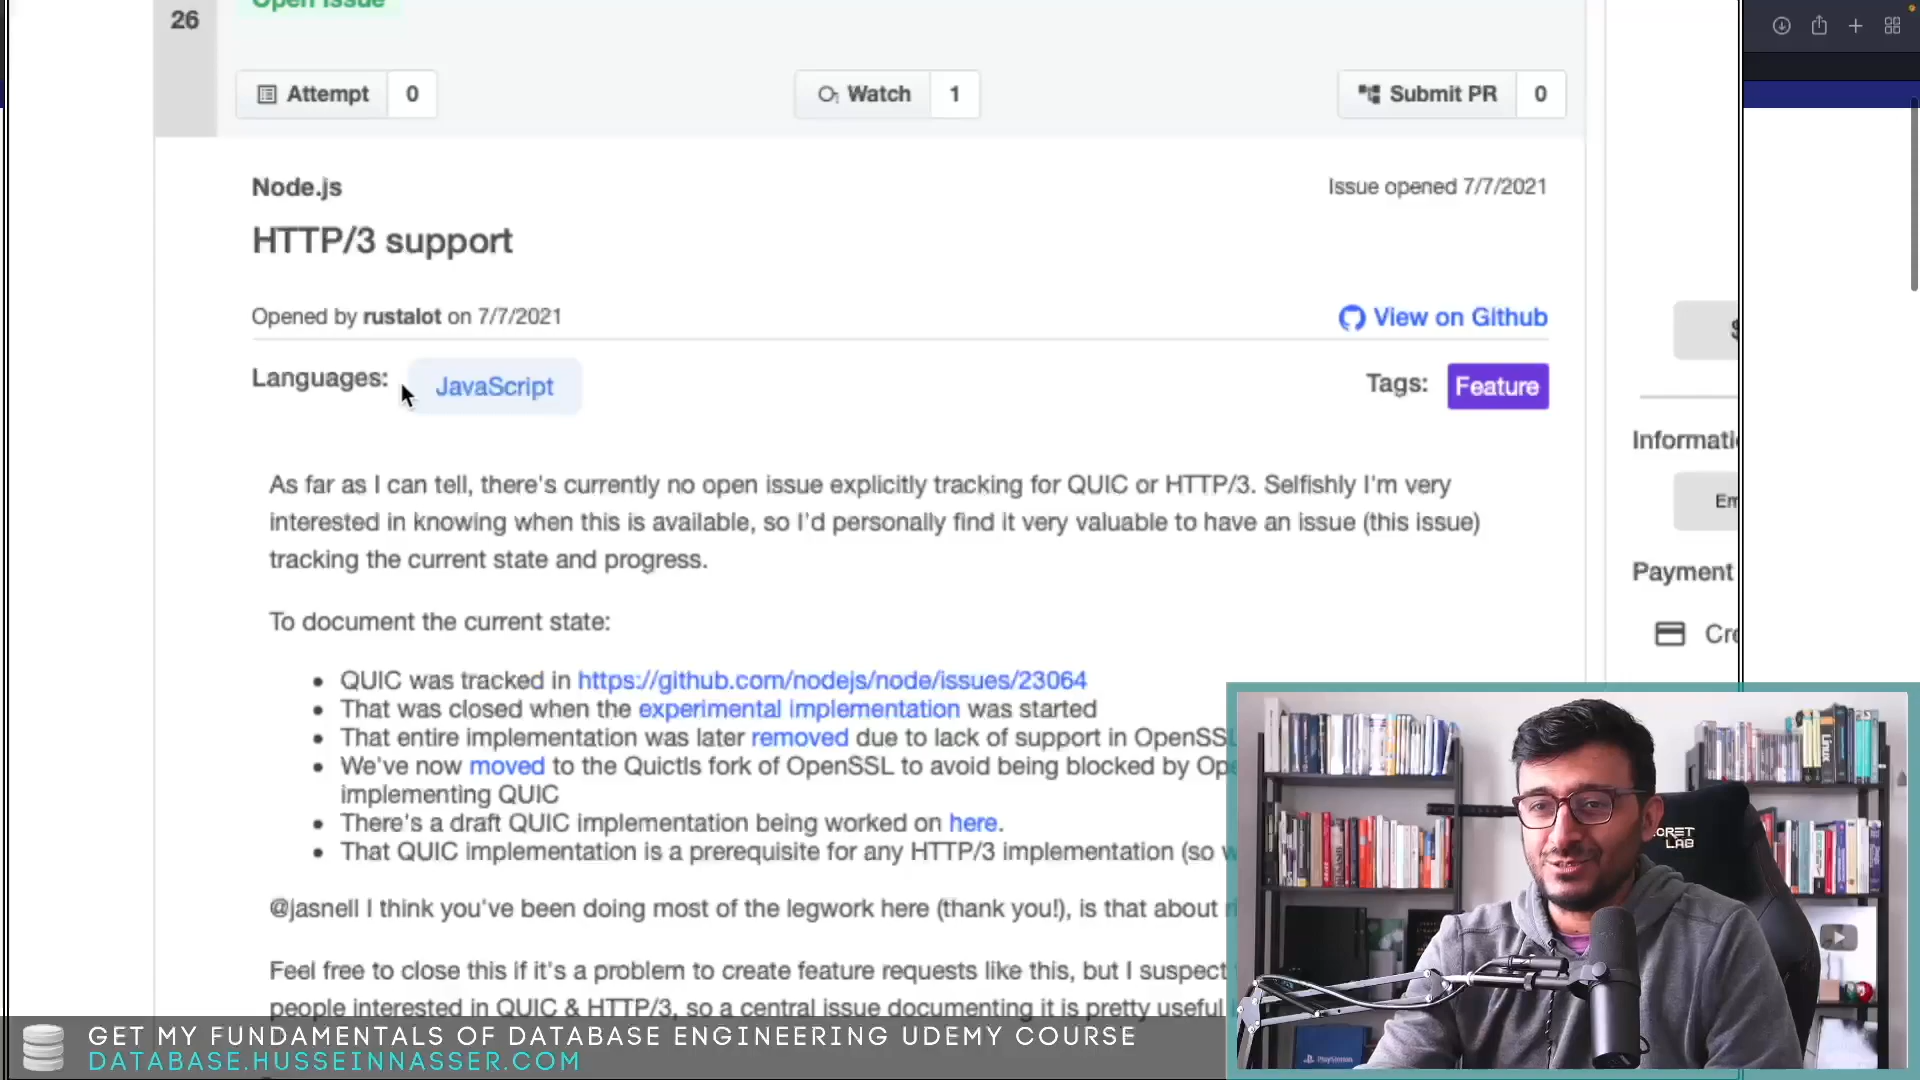 26
Open Issue
Attempt 0
Watch 1
Submit PR 0
Node.js
Issue opened 7/7/2021
HTTP/3 support
Opened by rustalot on 7/7/2021
View on Github
Languages: JavaScript
Tags: Feature
As far as I can tell, there's currently no open issue explicitly tracking for QUIC or HTTP/3. Selfishly I'm very
interested in knowing when this is available, so I'd personally find it very valuable to have an issue (this issue)
tracking the current state and progress.
To document the current state:
• QUIC was tracked in https://github.com/nodejs/node/issues/23064
• That was closed when the experimental implementation was started
• That entire implementation was later removed due to lack of support in OpenSSL
• We've now moved to the Quictls fork of OpenSSL to avoid being blocked by Op
implementing QUIC
• There's a draft QUIC implementation being worked on here.
• That QUIC implementation is a prerequisite for any HTTP/3 implementation (so w
@jasnell I think you've been doing most of the legwork here (thank you!), is that about
Feel free to close this if it's a problem to create feature requests like this, but I suspect
people interested in QUIC & HTTP/3, so a central issue documenting it is pretty useful
Informati
Em
Payment
Cre
CRET
LAB
Linux
PlayStation
GET MY FUNDAMENTALS OF DATABASE ENGINEERING UDEMY COURSE
DATABASE.HUSSEINNASSER.COM